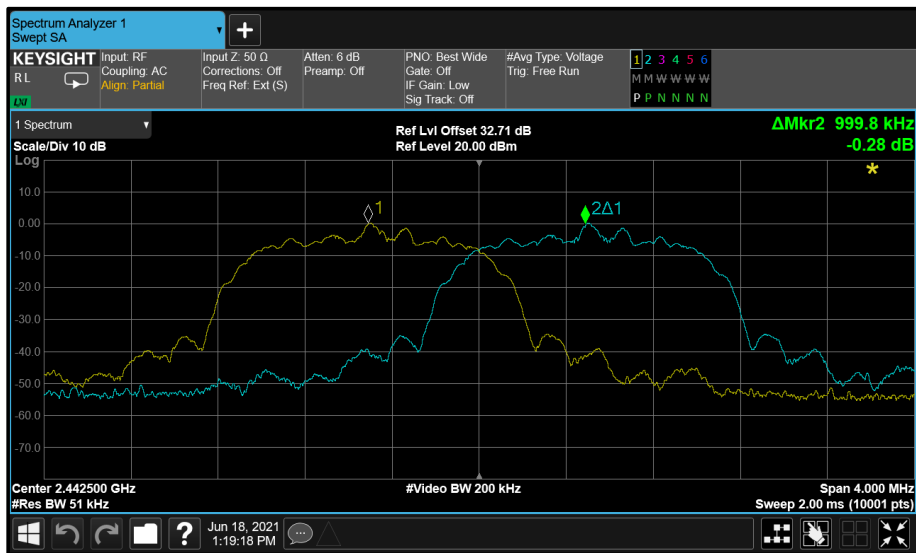 Spectrum Analyzer 1
Swept SA
+
KEYSIGHT Input: RF Input Z: 50 Ω Atten: 6 dB PNO: Best Wide #Avg Type: Voltage 1 2 3 4 5 6
R L Coupling: AC Corrections: Off Preamp: Off Gate: Off Trig: Free Run M M W W W W
Align: Partial Freq Ref: Ext (S) IF Gain: Low
LXI Sig Track: Off P P N N N N
1 Spectrum Ref Lvl Offset 32.71 dB ΔMkr2 999.8 kHz
Scale/Div 10 dB Ref Level 20.00 dBm -0.28 dB
Log *
10.0
1 2Δ1
0.00
-10.0
-20.0
-30.0
-40.0
-50.0
-60.0
-70.0
Center 2.442500 GHz #Video BW 200 kHz Span 4.000 MHz
#Res BW 51 kHz Sweep 2.00 ms (10001 pts)
? Jun 18, 2021
1:19:18 PM